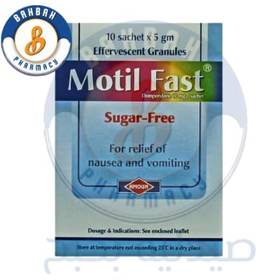 BAHBAH
PHARMACY
10 sachet x 5 gm
Effervescent Granules
Motil Fast®
Sugar-Free
For relief of
nausea and vomiting
AMOUN
Dosage & Indications: See enclosed leaflet
Store at temperature not exceeding 25°C in a dry place